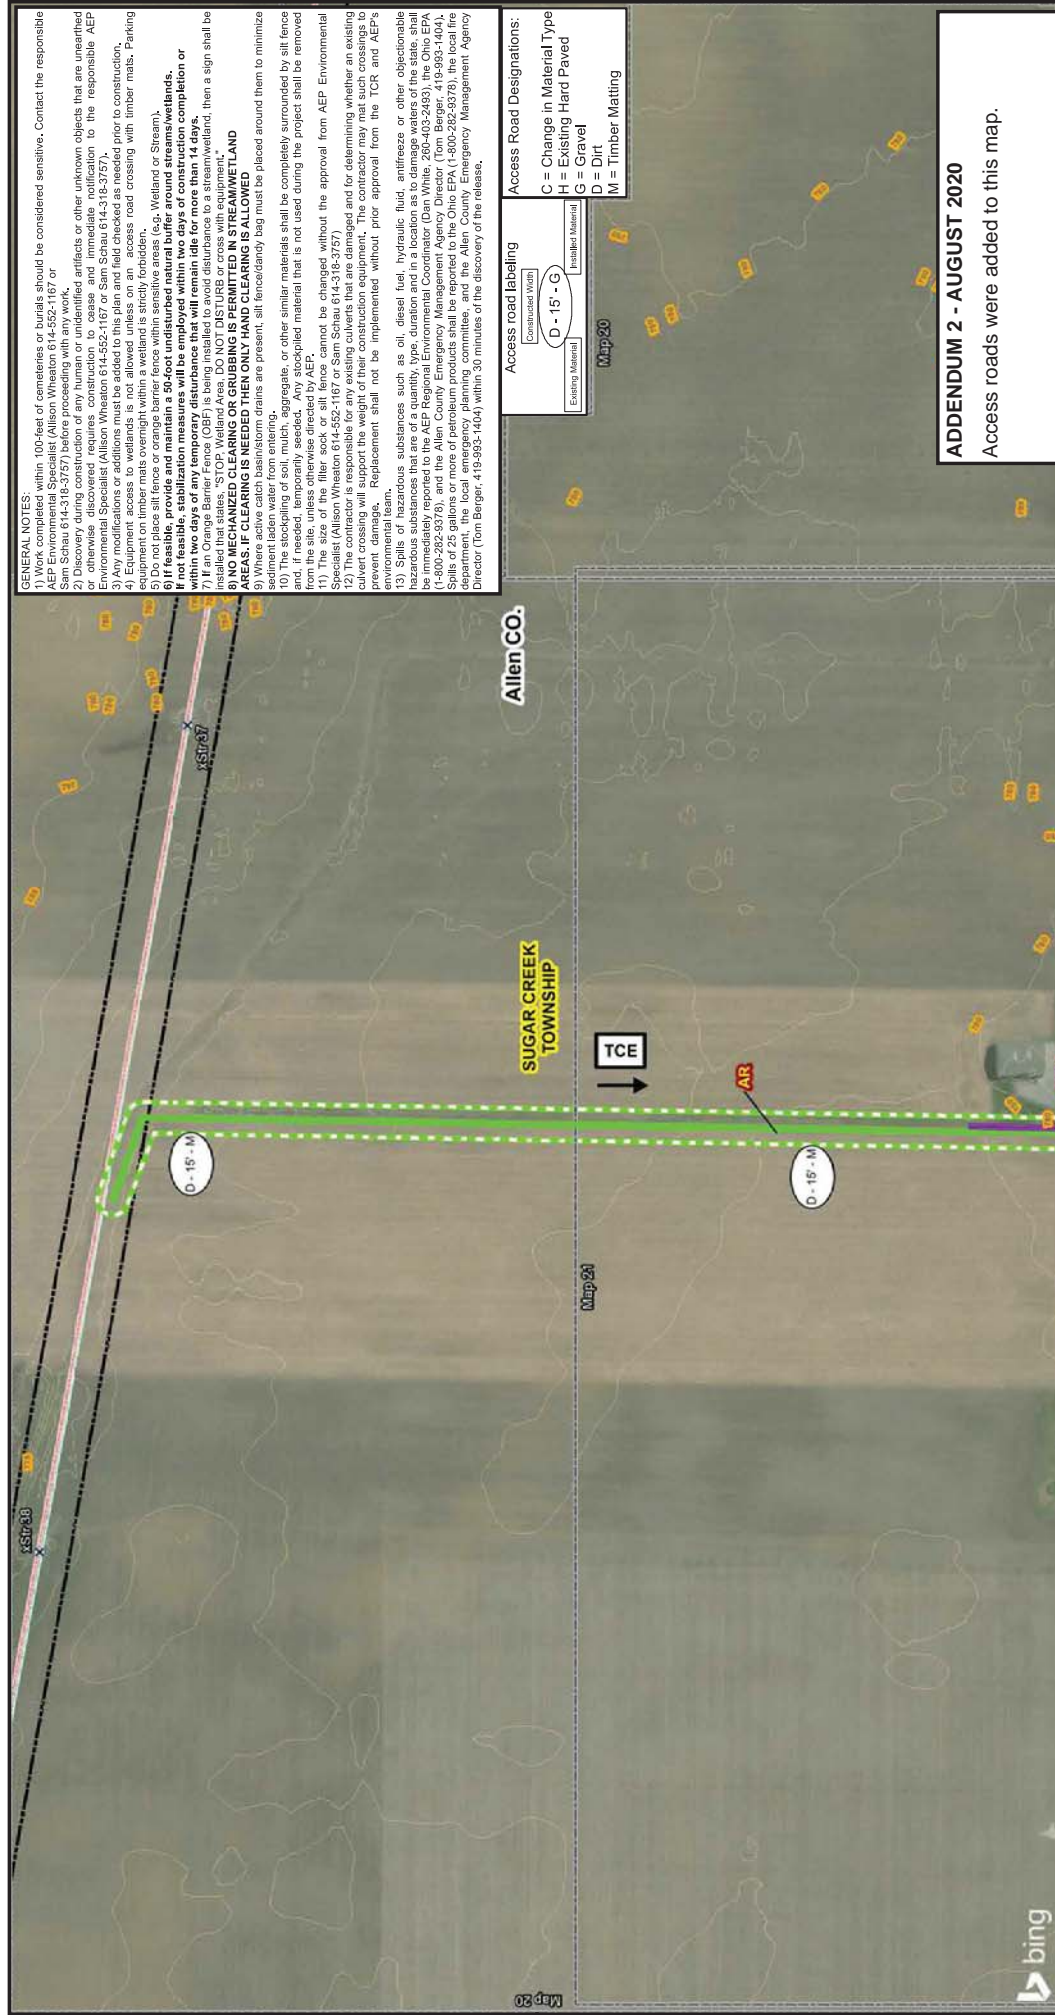 GENERAL NOTES:
1) Work completed within 100-feet of cemeteries or burials should be considered sensitive. Contact the responsible
AEP Environmental Specialist (Allison Wheaton 614-552-1167 or
Sam Schau 614-318-3757) before proceeding with any work.
2) Discovery during construction of any human or unidentified artifacts or other unknown objects that are unearthed
or otherwise discovered requires construction to cease and immediate notification to the responsible AEP
Environmental Specialist (Allison Wheaton 614-552-1167 or Sam Schau 614-318-3757).
3) Any modifications or additions must be added to this plan and field checked as needed prior to construction.
4) Equipment access to wetlands is not allowed unless on an access road crossing with timber mats. Parking
equipment on timber mats overnight within a wetland is strictly forbidden.
5) Do not place silt fence or orange barrier fence within sensitive areas (e.g. Wetland or Stream).
6) If feasible, provide and maintain a 50-foot undisturbed natural buffer around streams/wetlands.
If not feasible, stabilization measures will be employed within two days of construction completion or
within two days of any temporary disturbance that will remain idle for more than 14 days.
7) If an Orange Barrier Fence (OBF) is being installed to avoid disturbance to a stream/wetland, then a sign shall be
installed that states, "STOP, Wetland Area, DO NOT DISTURB or cross with equipment."
8) NO MECHANIZED CLEARING OR GRUBBING IS PERMITTED IN STREAM/WETLAND
AREAS. IF CLEARING IS NEEDED THEN ONLY HAND CLEARING IS ALLOWED
9) Where active catch basin/storm drains are present, silt fence/dandy bag must be placed around them to minimize
sediment laden water from entering.
10) The stockpiling of soil, mulch, aggregate, or other similar materials shall be completely surrounded by silt fence
and, if needed, temporarily seeded. Any stockpiled material that is not used during the project shall be removed
from the site, unless otherwise directed by AEP.
11) The size of the filter sock or silt fence cannot be changed without the approval from AEP Environmental
Specialist (Allison Wheaton 614-552-1167 or Sam Schau 614-318-3757)
12) The contractor is responsible for any existing culverts that are damaged and for determining whether an existing
culvert crossing will support the weight of their construction equipment. The contractor may mat such crossings to
prevent damage. Replacement shall not be implemented without prior approval from the TCR and AEP's
environmental team.
13) Spills of hazardous substances such as oil, diesel fuel, hydraulic fluid, antifreeze or other objectionable
hazardous substances that are of a quantity, type, duration and in a location as to damage waters of the state, shall
be immediately reported to the AEP Regional Environmental Coordinator (Dan White, 260-403-2493), the Ohio EPA
(1-800-282-9378), and the Allen County Emergency Management Agency Director (Tom Berger, 419-993-1404).
Spills of 25 gallons or more of petroleum products shall be reported to the Ohio EPA (1-800-282-9378), the local fire
department, the local emergency planning committee, and the Allen County Emergency Management Agency
Director (Tom Berger, 419-993-1404) within 30 minutes of the discovery of the release.
Access road labeling
Constructed Width
D - 15' - G
Existing Material
Installed Material
Access Road Designations:
C = Change in Material Type
H = Existing Hard Paved
G = Gravel
D = Dirt
M = Timber Matting
xStr 38
xStr 37
D - 15' - M
Allen CO.
SUGAR CREEK
TOWNSHIP
TCE
AR
D - 15' - M
Map 20
Map 21
Map 20
ADDENDUM 2 - AUGUST 2020
Access roads were added to this map.
bing